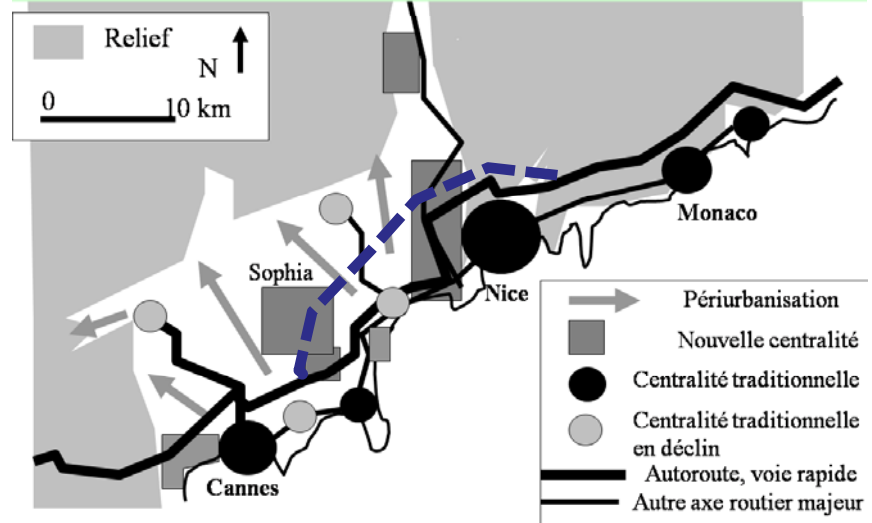 Relief
N
0 10 km
Sophia
Monaco
Nice
Cannes
Périurbanisation
Nouvelle centralité
Centralité traditionnelle
Centralité traditionnelle
en déclin
Autoroute, voie rapide
Autre axe routier majeur